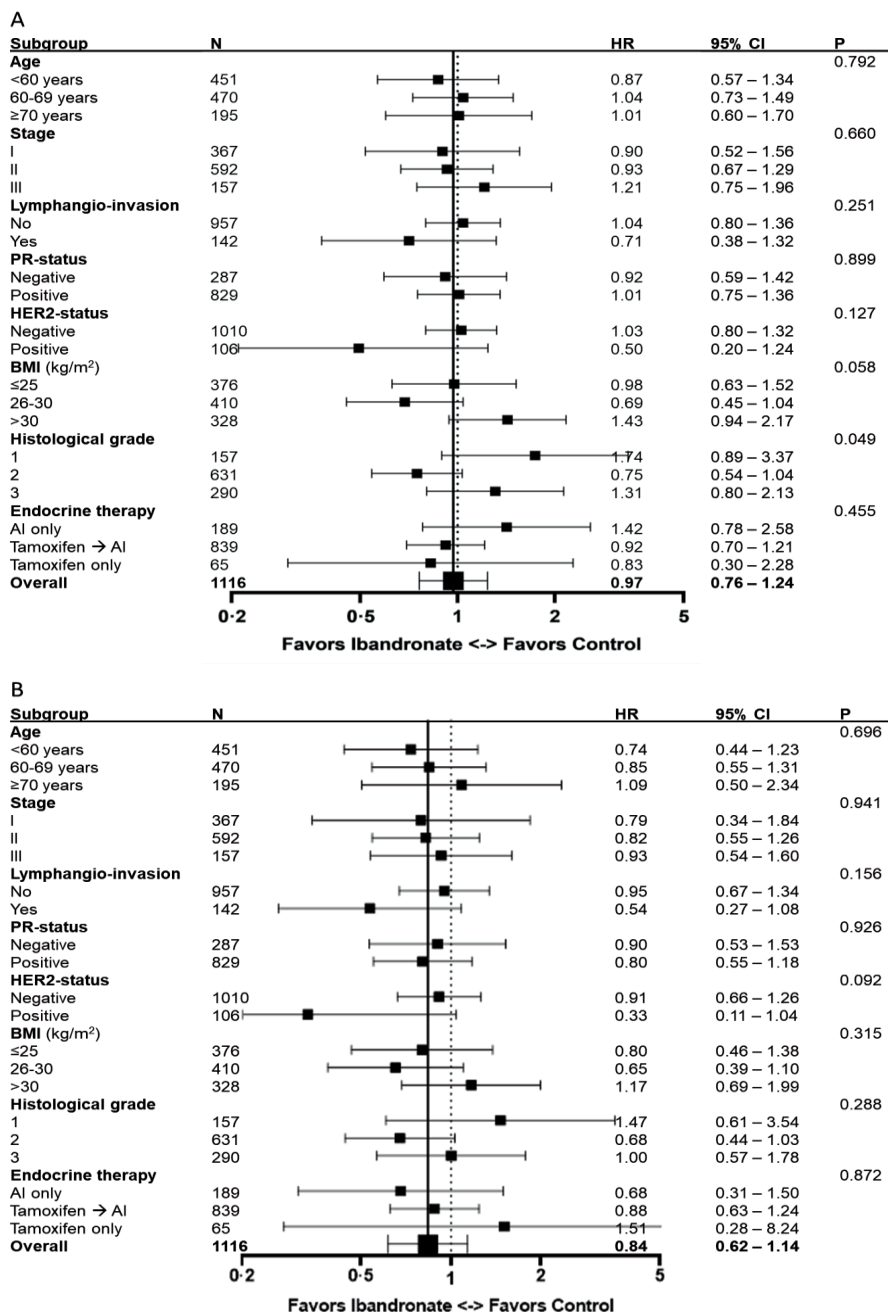 A
Subgroup N HR 95% CI P
Age 0.792
<60 years 451 0.87 0.57 – 1.34
60-69 years 470 1.04 0.73 – 1.49
≥70 years 195 1.01 0.60 – 1.70
Stage 0.660
I 367 0.90 0.52 – 1.56
II 592 0.93 0.67 – 1.29
III 157 1.21 0.75 – 1.96
Lymphangio-invasion 0.251
No 957 1.04 0.80 – 1.36
Yes 142 0.71 0.38 – 1.32
PR-status 0.899
Negative 287 0.92 0.59 – 1.42
Positive 829 1.01 0.75 – 1.36
HER2-status 0.127
Negative 1010 1.03 0.80 – 1.32
Positive 106 0.50 0.20 – 1.24
BMI (kg/m²) 0.058
≤25 376 0.98 0.63 – 1.52
26-30 410 0.69 0.45 – 1.04
>30 328 1.43 0.94 – 2.17
Histological grade 0.049
1 157 1.74 0.89 – 3.37
2 631 0.75 0.54 – 1.04
3 290 1.31 0.80 – 2.13
Endocrine therapy 0.455
AI only 189 1.42 0.78 – 2.58
Tamoxifen → AI 839 0.92 0.70 – 1.21
Tamoxifen only 65 0.83 0.30 – 2.28
Overall 1116 0.97 0.76 – 1.24
0·2 0·5 1 2 5
Favors Ibandronate <-> Favors Control
B
Subgroup N HR 95% CI P
Age 0.696
<60 years 451 0.74 0.44 – 1.23
60-69 years 470 0.85 0.55 – 1.31
≥70 years 195 1.09 0.50 – 2.34
Stage 0.941
I 367 0.79 0.34 – 1.84
II 592 0.82 0.55 – 1.26
III 157 0.93 0.54 – 1.60
Lymphangio-invasion 0.156
No 957 0.95 0.67 – 1.34
Yes 142 0.54 0.27 – 1.08
PR-status 0.926
Negative 287 0.90 0.53 – 1.53
Positive 829 0.80 0.55 – 1.18
HER2-status 0.092
Negative 1010 0.91 0.66 – 1.26
Positive 106 0.33 0.11 – 1.04
BMI (kg/m²) 0.315
≤25 376 0.80 0.46 – 1.38
26-30 410 0.65 0.39 – 1.10
>30 328 1.17 0.69 – 1.99
Histological grade 0.288
1 157 1.47 0.61 – 3.54
2 631 0.68 0.44 – 1.03
3 290 1.00 0.57 – 1.78
Endocrine therapy 0.872
AI only 189 0.68 0.31 – 1.50
Tamoxifen → AI 839 0.88 0.63 – 1.24
Tamoxifen only 65 1.51 0.28 – 8.24
Overall 1116 0.84 0.62 – 1.14
0·2 0·5 1 2 5
Favors Ibandronate <-> Favors Control